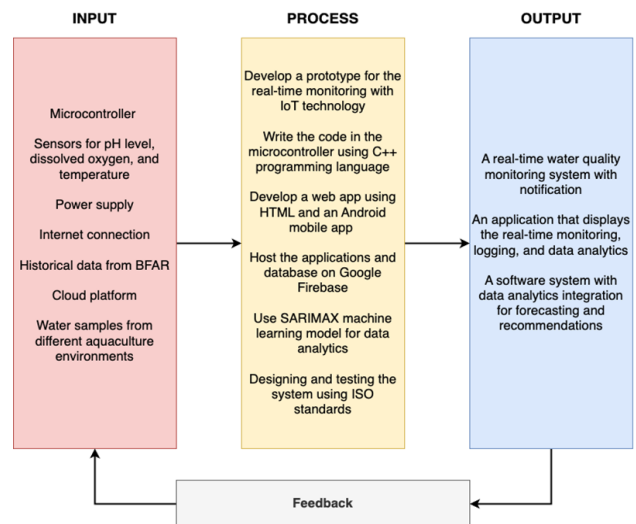 INPUT
Microcontroller
Sensors for pH level,
dissolved oxygen, and
temperature
Power supply
Internet connection
Historical data from BFAR
Cloud platform
Water samples from
different aquaculture
environments
PROCESS
Develop a prototype for the
real-time monitoring with
IoT technology
Write the code in the
microcontroller using C++
programming language
Develop a web app using
HTML and an Android
mobile app
Host the applications and
database on Google
Firebase
Use SARIMAX machine
learning model for data
analytics
Designing and testing the
system using ISO
standards
OUTPUT
A real-time water quality
monitoring system with
notification
An application that displays
the real-time monitoring,
logging, and data analytics
A software system with
data analytics integration
for forecasting and
recommendations
Feedback